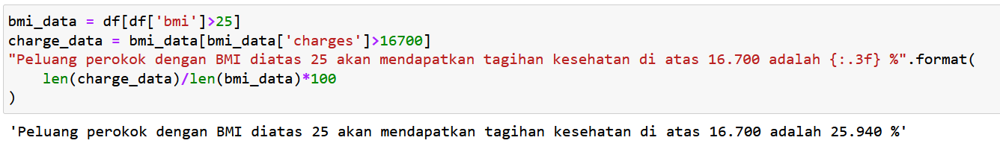 bmi_data = df[df['bmi']>25]
charge_data = bmi_data[bmi_data['charges']>16700]
"Peluang perokok dengan BMI diatas 25 akan mendapatkan tagihan kesehatan di atas 16.700 adalah {:.3f} %".format(
    len(charge_data)/len(bmi_data)*100
)
'Peluang perokok dengan BMI diatas 25 akan mendapatkan tagihan kesehatan di atas 16.700 adalah 25.940 %'